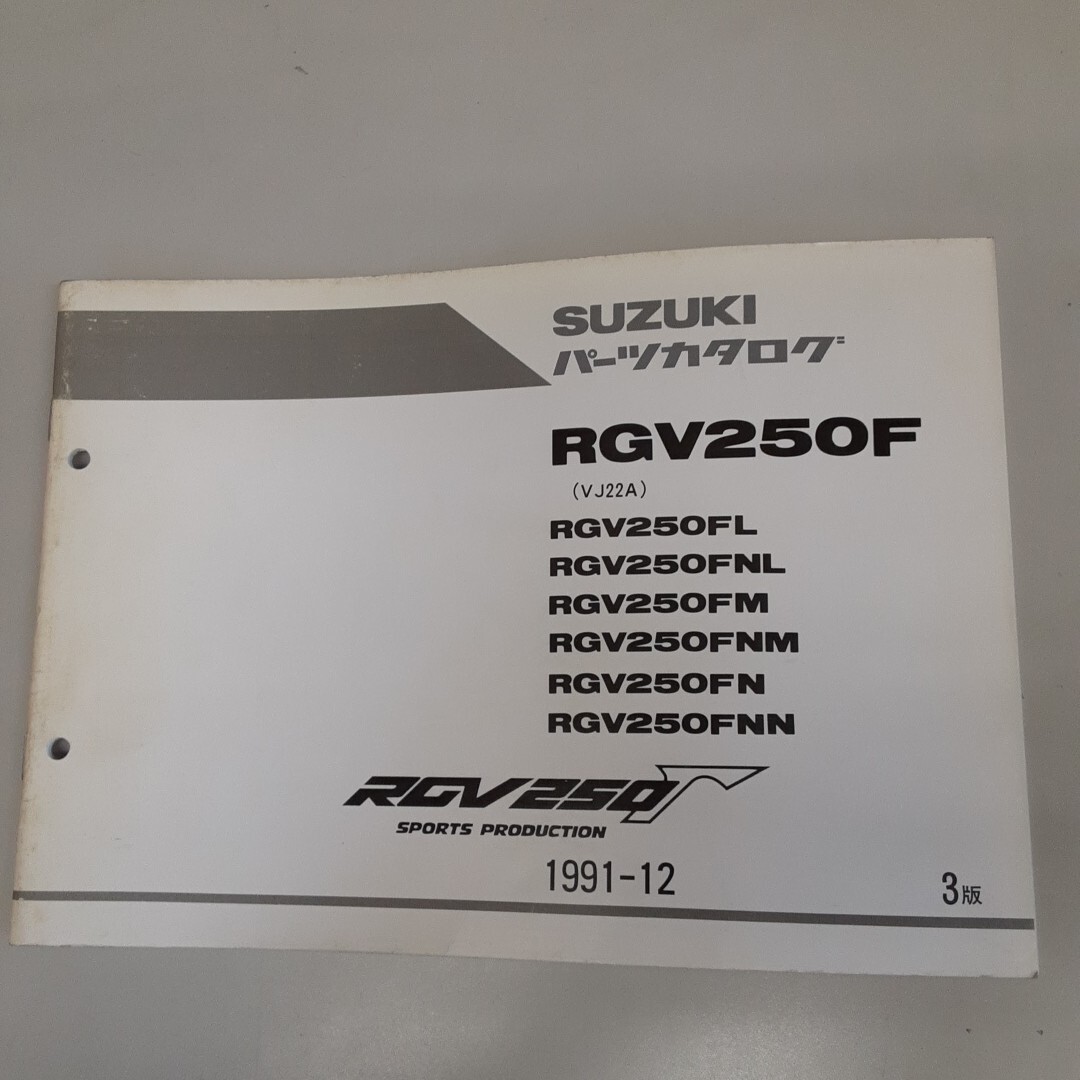 SUZUKI
パーツカタログ
RGV250F
(VJ22A)
RGV250FL
RGV250FNL
RGV250FM
RGV250FNM
RGV250FN
RGV250FNN
RGV250Γ
SPORTS PRODUCTION
1991-12
3版